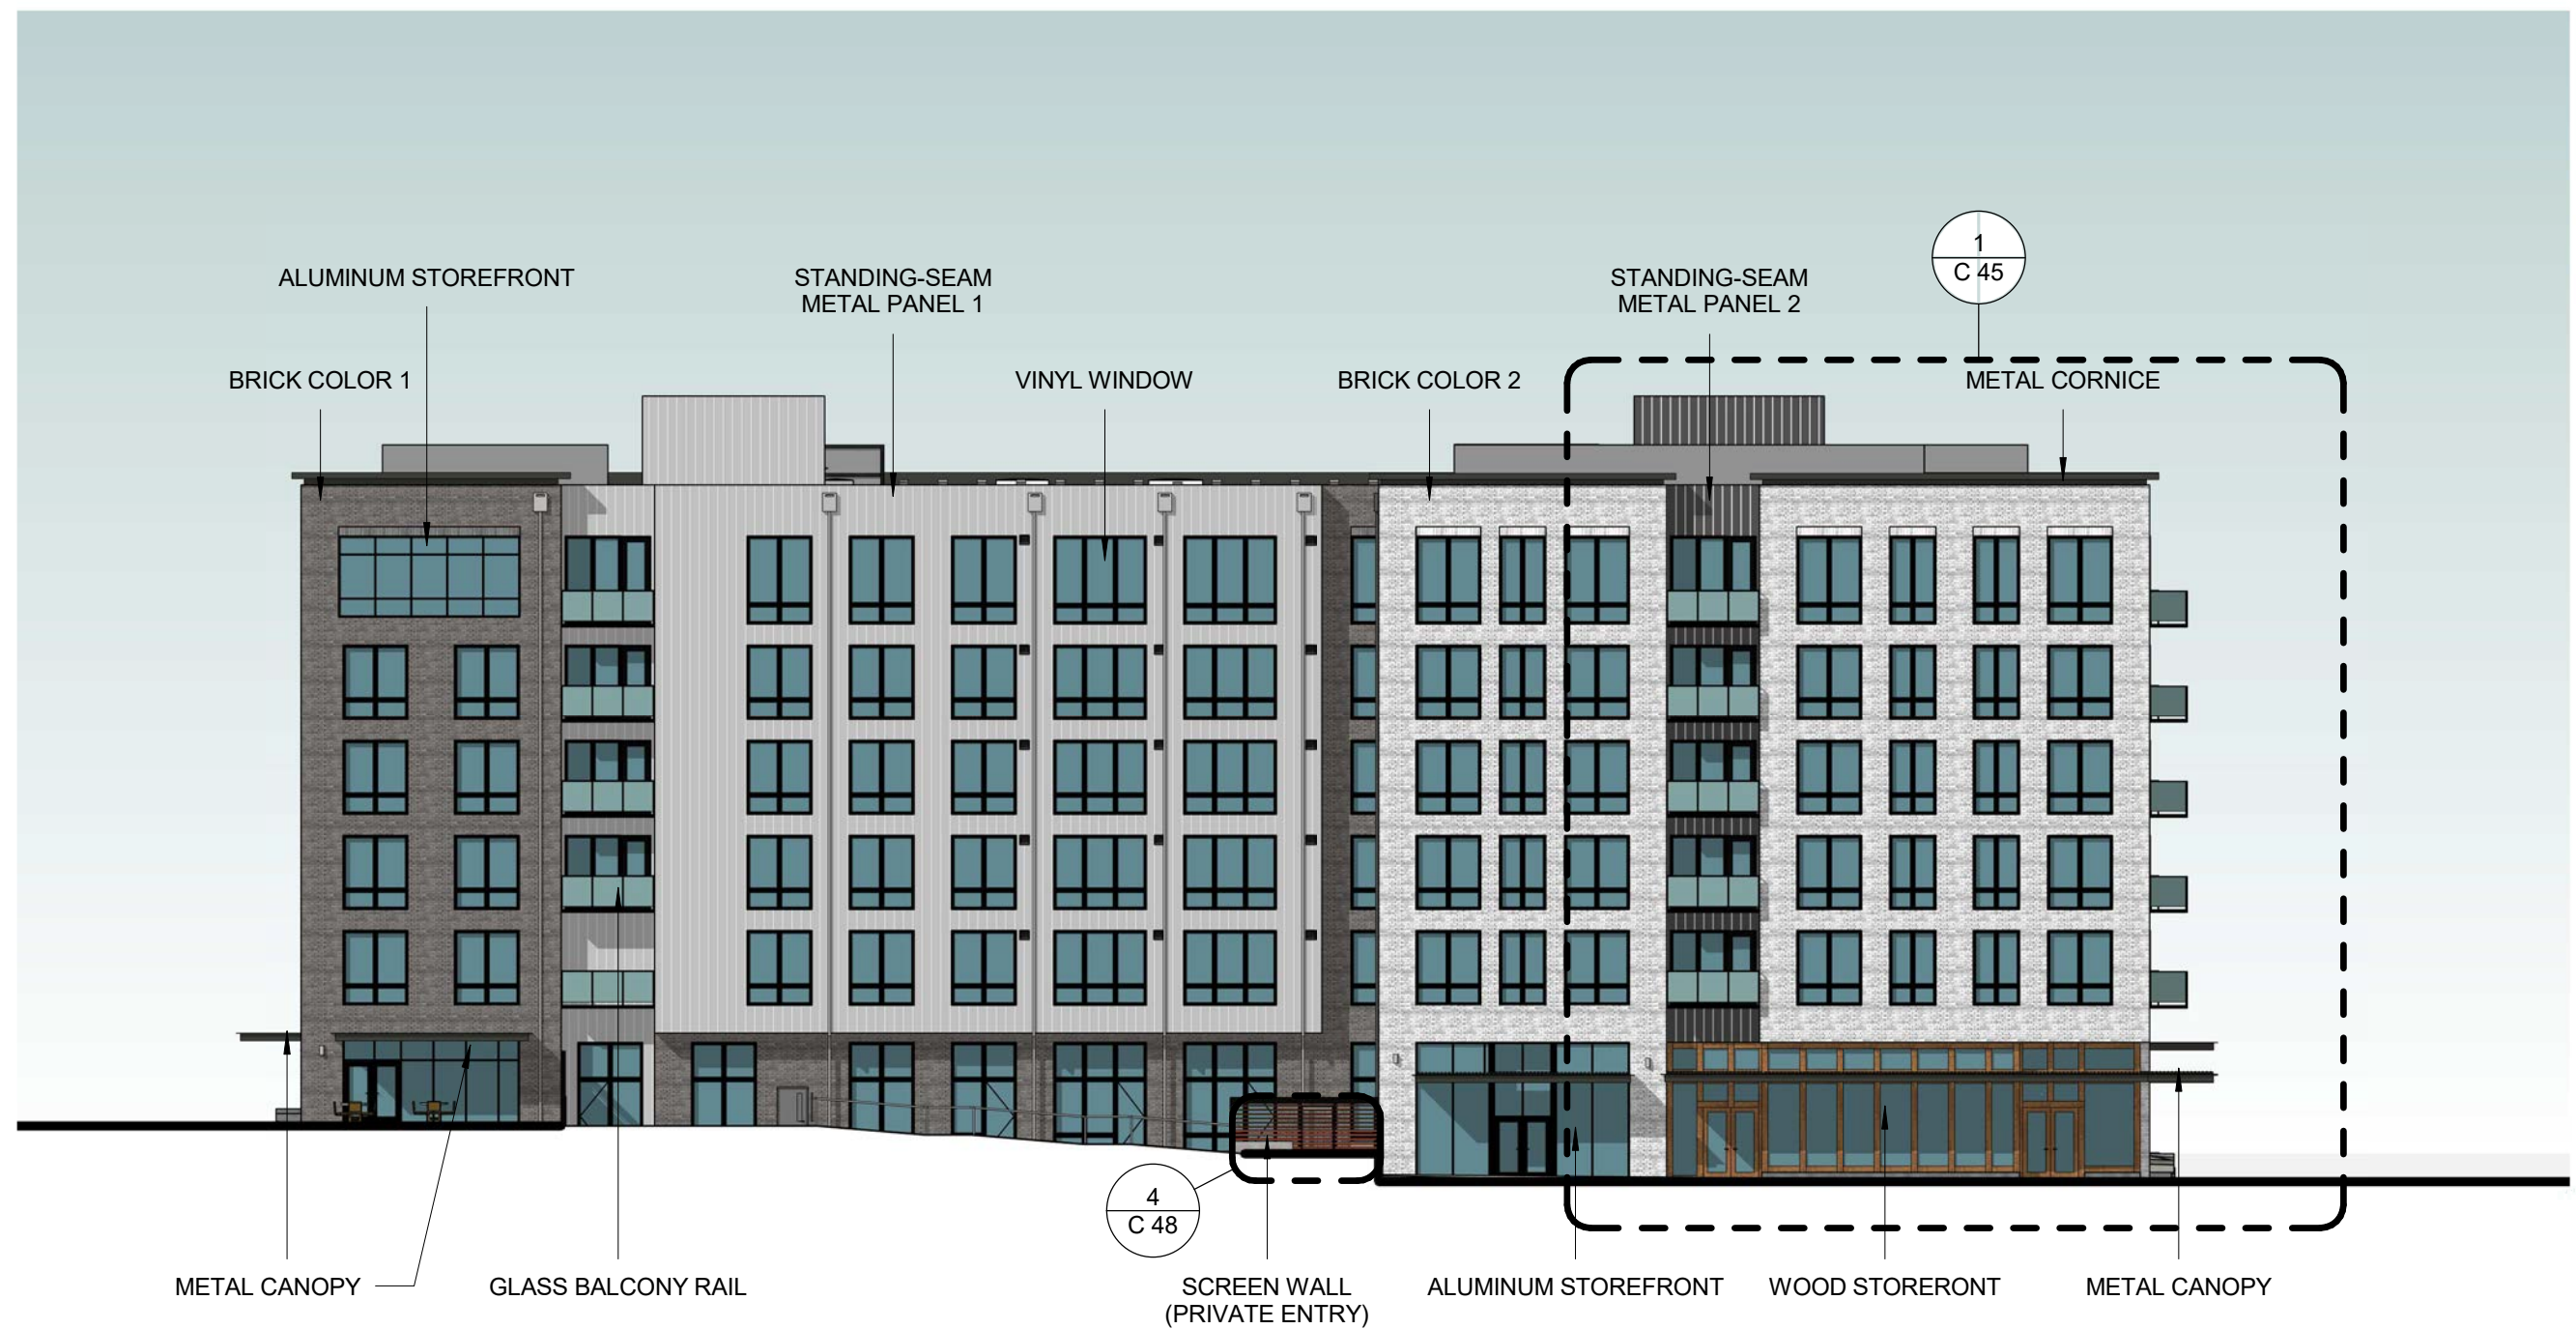 1
C 45
ALUMINUM STOREFRONT
STANDING-SEAM
METAL PANEL 1
STANDING-SEAM
METAL PANEL 2
BRICK COLOR 1
VINYL WINDOW
BRICK COLOR 2
METAL CORNICE
4
C 48
METAL CANOPY
GLASS BALCONY RAIL
SCREEN WALL
(PRIVATE ENTRY)
ALUMINUM STOREFRONT
WOOD STORERONT
METAL CANOPY